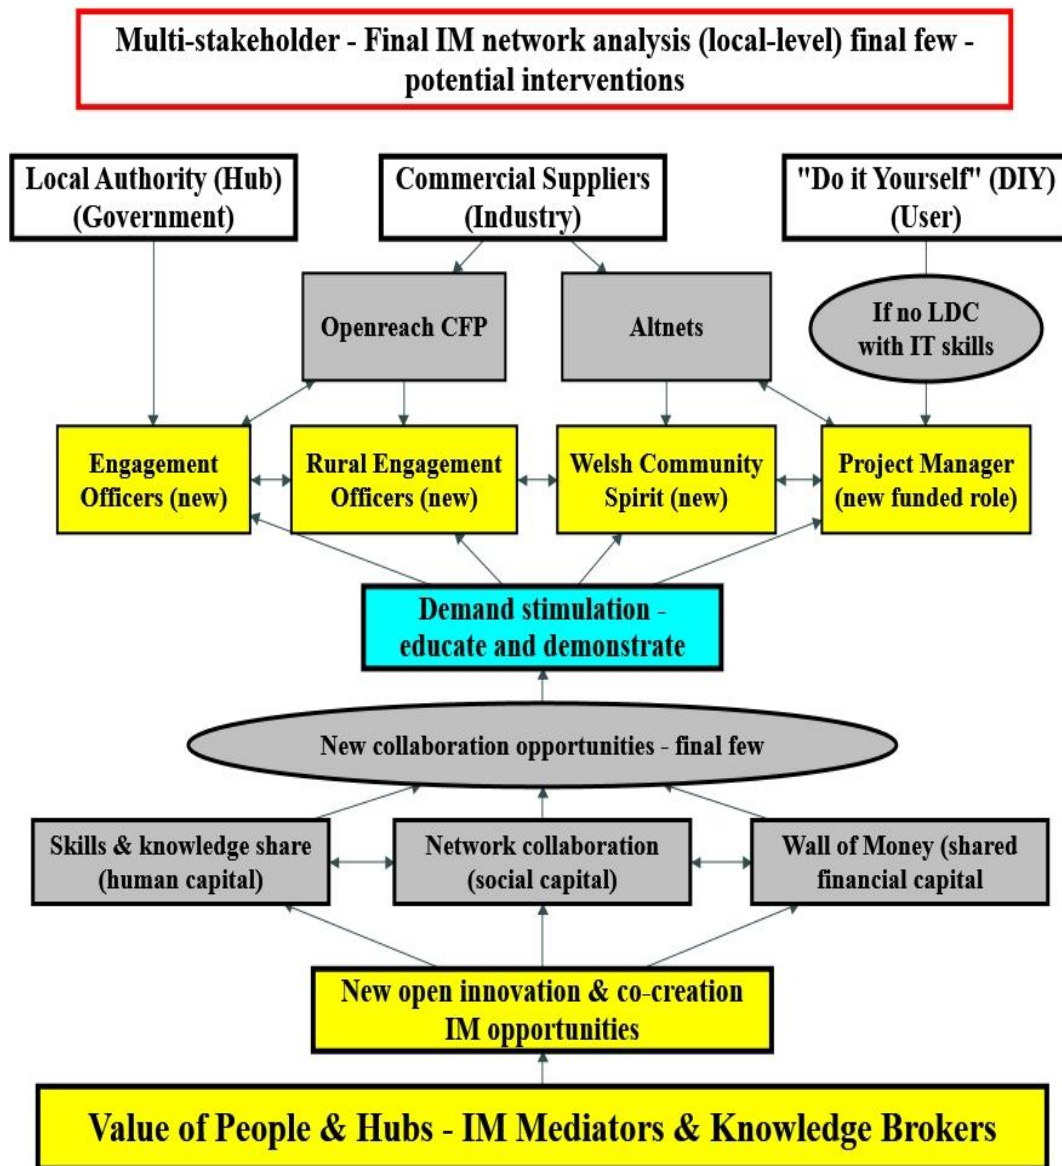 Multi-stakeholder - Final IM network analysis (local-level) final few -
potential interventions
Local Authority (Hub)
(Government)
Commercial Suppliers
(Industry)
"Do it Yourself" (DIY)
(User)
Openreach CFP
Altnets
If no LDC
with IT skills
Engagement
Officers (new)
Rural Engagement
Officers (new)
Welsh Community
Spirit (new)
Project Manager
(new funded role)
Demand stimulation -
educate and demonstrate
New collaboration opportunities - final few
Skills & knowledge share
(human capital)
Network collaboration
(social capital)
Wall of Money (shared
financial capital
New open innovation & co-creation
IM opportunities
Value of People & Hubs - IM Mediators & Knowledge Brokers